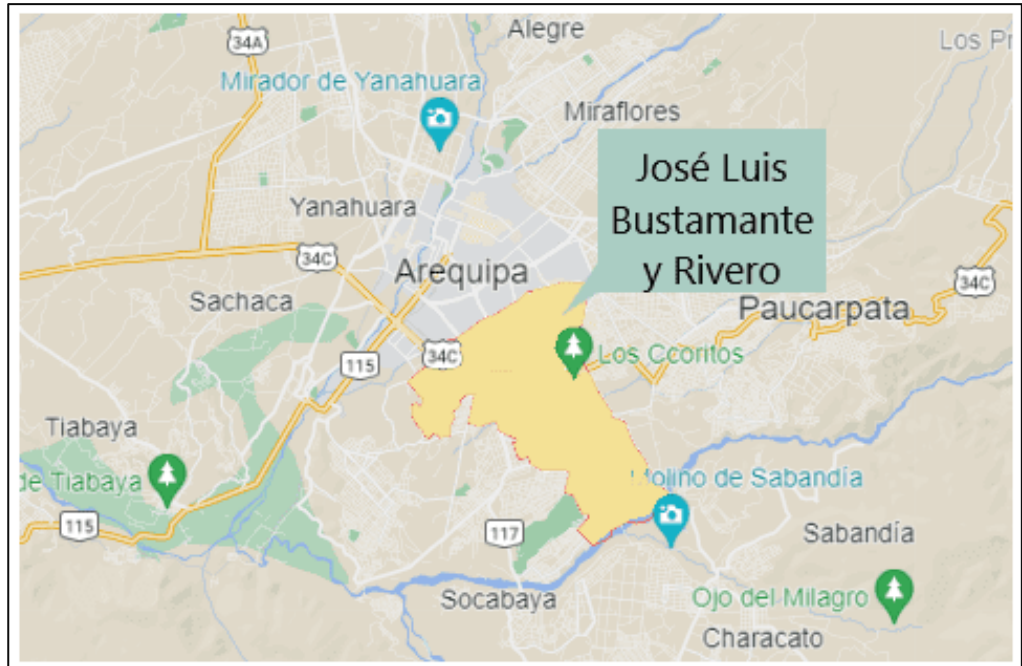 Alegre
34A
Los Pr
Mirador de Yanahuara
Miraflores
José Luis
Bustamante
y Rivero
Yanahuara
34C
Arequipa
34C
Sachaca
Paucarpata
34C
Los Ccoritos
115
Tiabaya
de Tiabaya
Molino de Sabandía
115
117
Sabandía
Socabaya
Ojo del Milagro
Characato